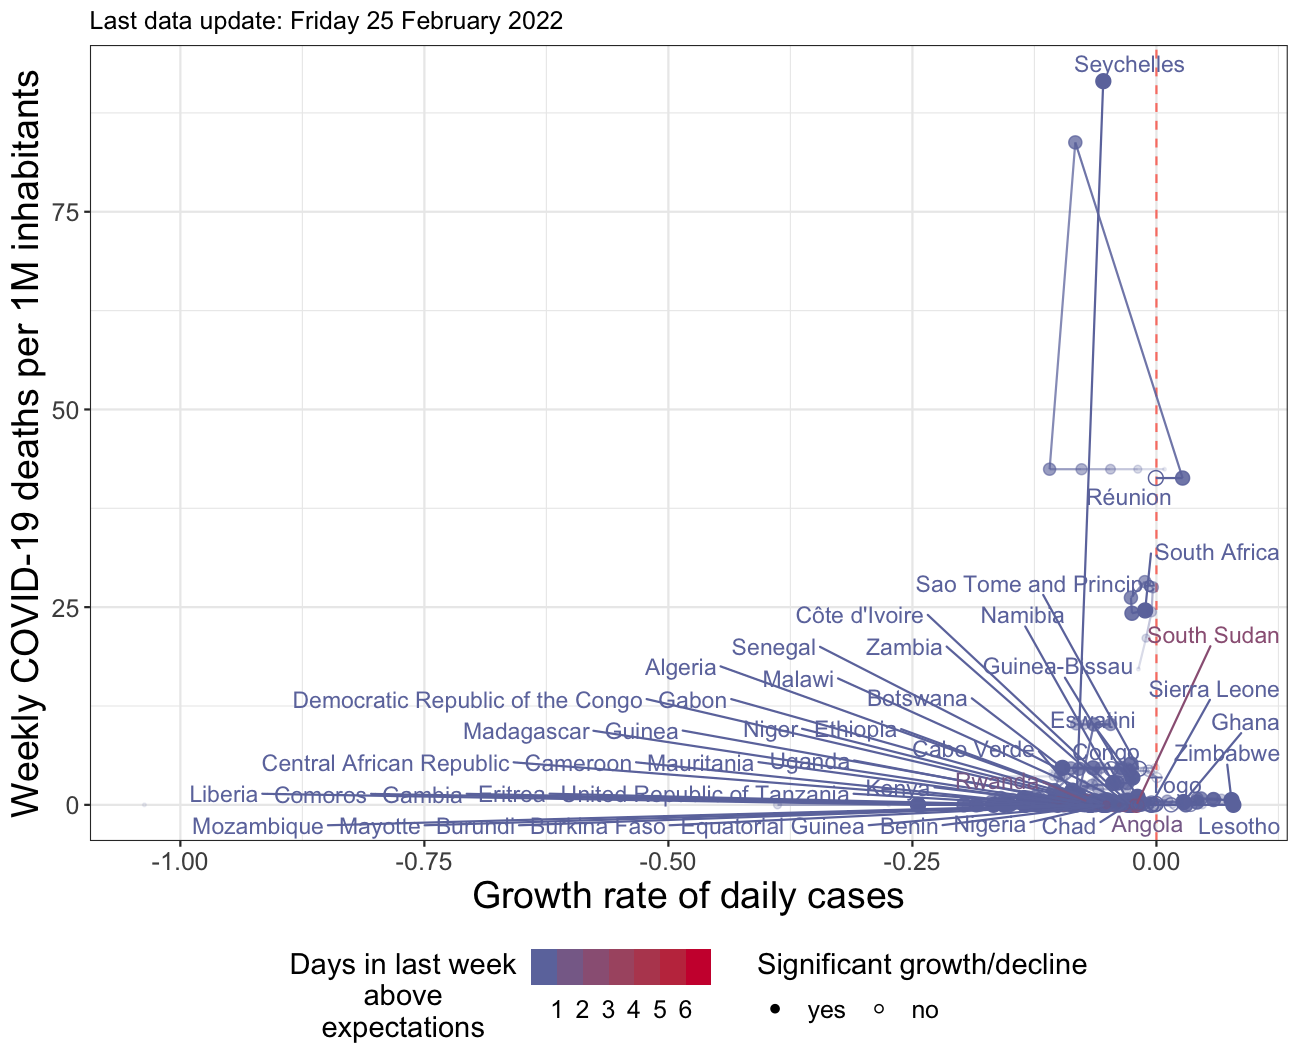 Last data update: Friday 25 February 2022
Weekly COVID-19 deaths per 1M inhabitants
75
50
25
0
Seychelles
Réunion
South Africa
Sao Tome and Principe
Côte d'Ivoire
Namibia
South Sudan
Senegal
Zambia
Algeria
Malawi
Guinea-Bissau
Sierra Leone
Democratic Republic of the Congo
Gabon
Botswana
Eswatini
Ghana
Madagascar
Guinea
Niger
Ethiopia
Cabo Verde
Congo
Zimbabwe
Central African Republic
Cameroon
Mauritania
Uganda
Rwanda
Kenya
Togo
Liberia
Comoros
Gambia
Eritrea
United Republic of Tanzania
Mozambique
Mayotte
Burundi
Burkina Faso
Equatorial Guinea
Benin
Nigeria
Chad
Angola
Lesotho
-1.00
-0.75
-0.50
-0.25
0.00
Growth rate of daily cases
Days in last week
above
expectations
1 2 3 4 5 6
Significant growth/decline
yes
no